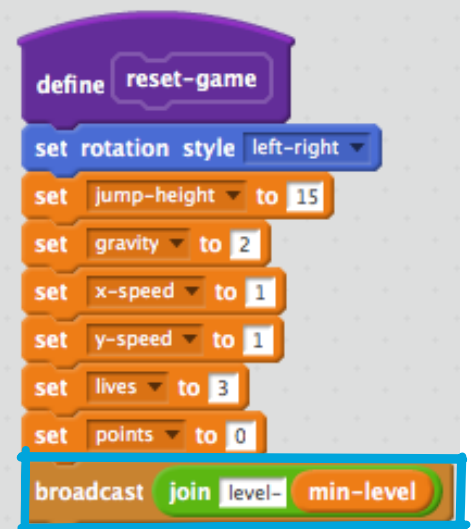 define reset-game
set rotation style left-right
set jump-height to 15
set gravity to 2
set x-speed to 1
set y-speed to 1
set lives to 3
set points to 0
broadcast join level- min-level